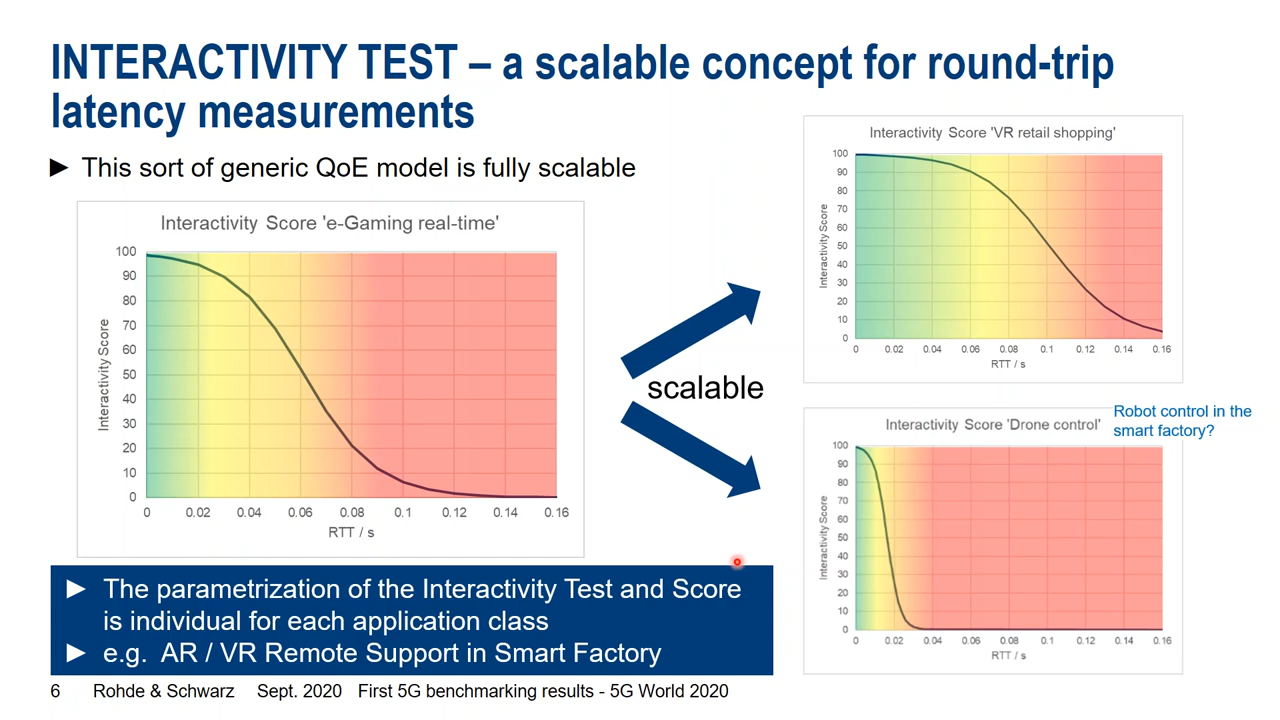 INTERACTIVITY TEST – a scalable concept for round-trip
latency measurements
► This sort of generic QoE model is fully scalable
Interactivity Score 'e-Gaming real-time'
Interactivity Score
100
90
80
70
60
50
40
30
20
10
0
0 0.02 0.04 0.06 0.08 0.1 0.12 0.14 0.16
RTT / s
scalable
Interactivity Score 'VR retail shopping'
Interactivity Score
100
90
80
70
60
50
40
30
20
10
0
0 0.02 0.04 0.06 0.08 0.1 0.12 0.14 0.16
RTT / s
Robot control in the
smart factory?
Interactivity Score 'Drone control'
Interactivity Score
100
90
80
70
60
50
40
30
20
10
0
0 0.02 0.04 0.06 0.08 0.1 0.12 0.14 0.16
RTT / s
► The parametrization of the Interactivity Test and Score
is individual for each application class
► e.g. AR / VR Remote Support in Smart Factory
6 Rohde & Schwarz Sept. 2020 First 5G benchmarking results - 5G World 2020